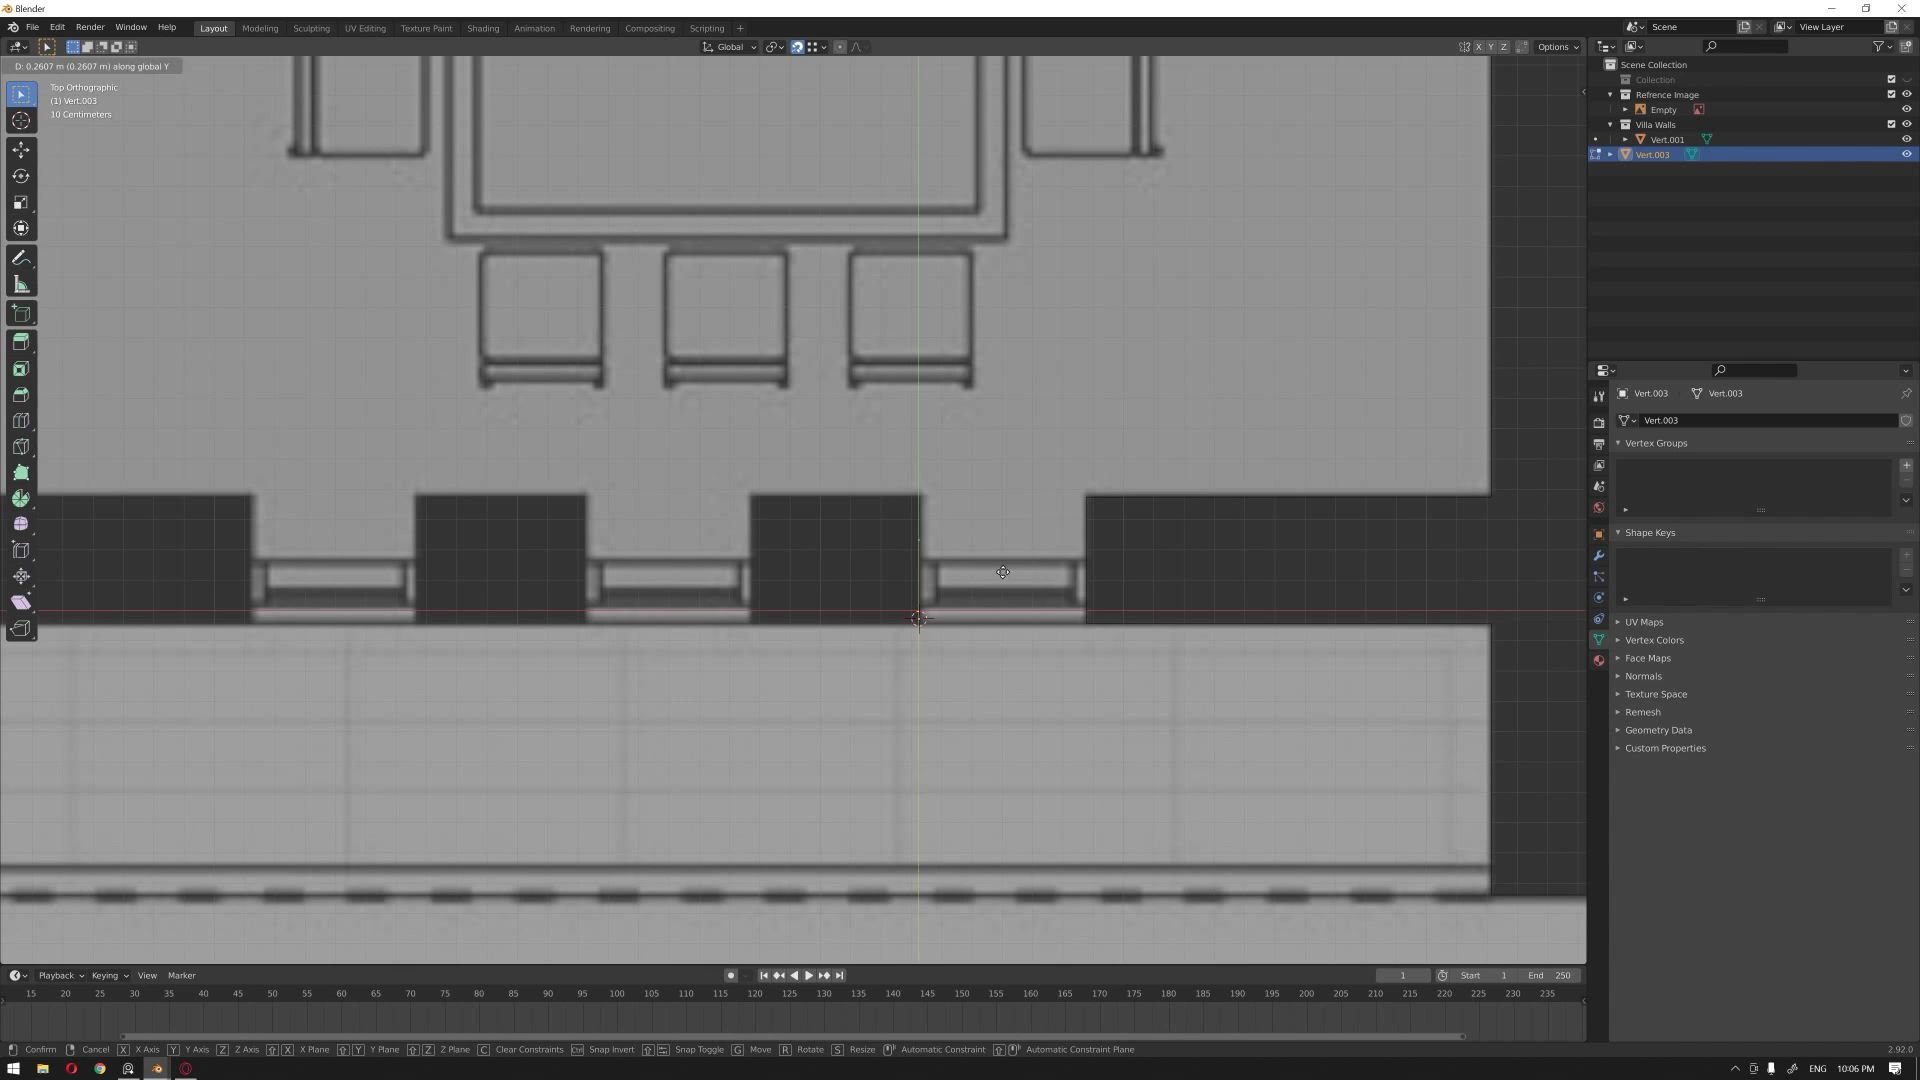 Blender
File Edit Render Window Help Layout Modeling Sculpting UV Editing Texture Paint Shading Animation Rendering Compositing Scripting + Scene View Layer
Global X Y Z Options
D: 0.2607 m (0.2607 m) along global Y
Top Orthographic
(1) Vert.003
10 Centimeters
Scene Collection
Collection
Refrence Image
Empty
Villa Walls
Vert.001
Vert.003
Vert.003 Vert.003
Vert.003
Vertex Groups
Shape Keys
UV Maps
Vertex Colors
Face Maps
Normals
Texture Space
Remesh
Geometry Data
Custom Properties
Playback Keying View Marker 1 Start 1 End 250
15 20 25 30 35 40 45 50 55 60 65 70 75 80 85 90 95 100 105 110 115 120 125 130 135 140 145 150 155 160 165 170 175 180 185 190 195 200 205 210 215 220 225 230 235
Confirm Cancel X X Axis Y Y Axis Z Z Axis X X Plane Y Y Plane Z Z Plane C Clear Constraints Ctrl Snap Invert Snap Toggle G Move R Rotate S Resize Automatic Constraint Automatic Constraint Plane 2.92.0
ENG 10:06 PM